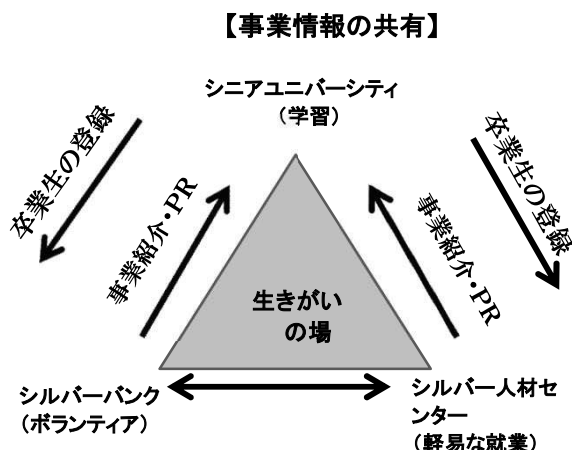 【事業情報の共有】
シニアユニバーシティ
（学習）
卒業生の登録
事業紹介・PR
事業紹介・PR
卒業生の登録
生きがい
の場
シルバーバンク
（ボランティア）
シルバー人材セ
ンター
（軽易な就業）